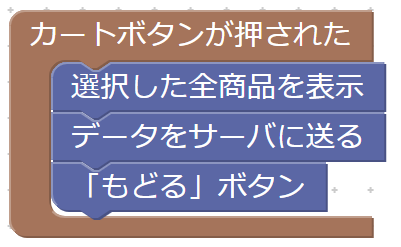 カートボタンが押された
選択した全商品を表示
データをサーバに送る
「もどる」ボタン